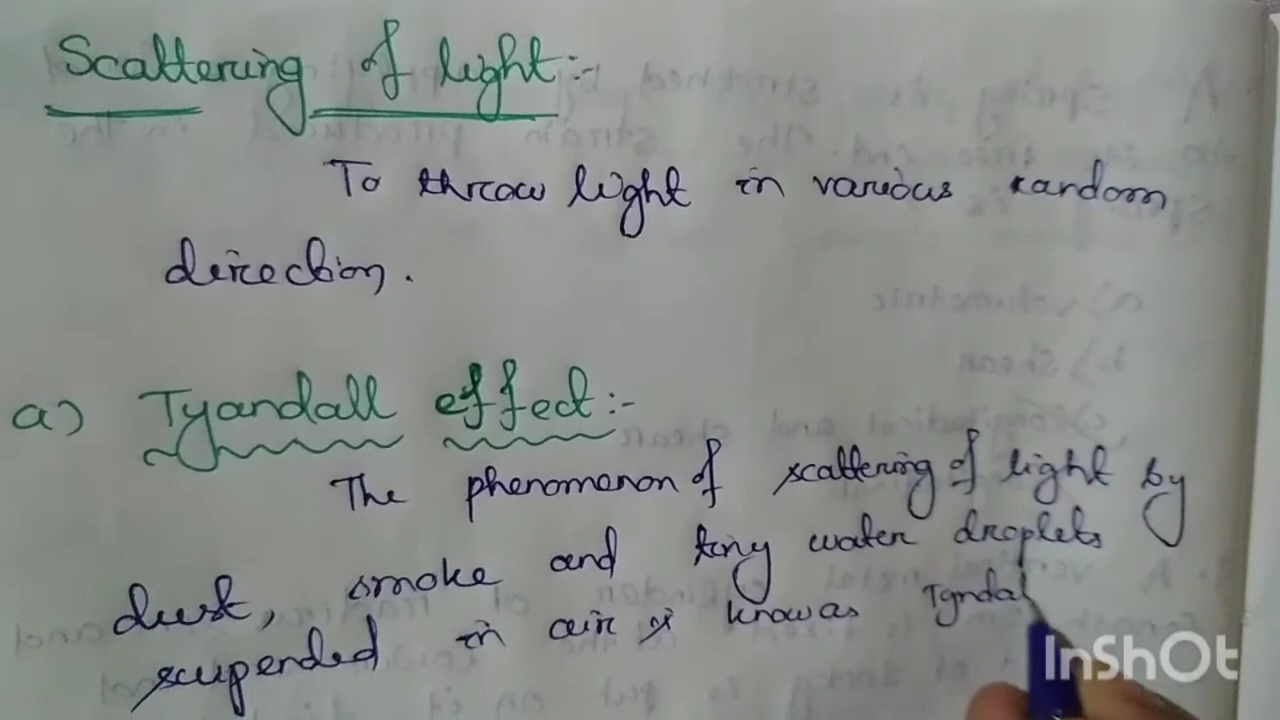 Scattering of light:-
To throw light in various random
direction.
a) Tyandall effect:-
The phenomenon of scattering of light by
dust, smoke and tiny water droplets
suspended in air is know as Tyndal
InShOt